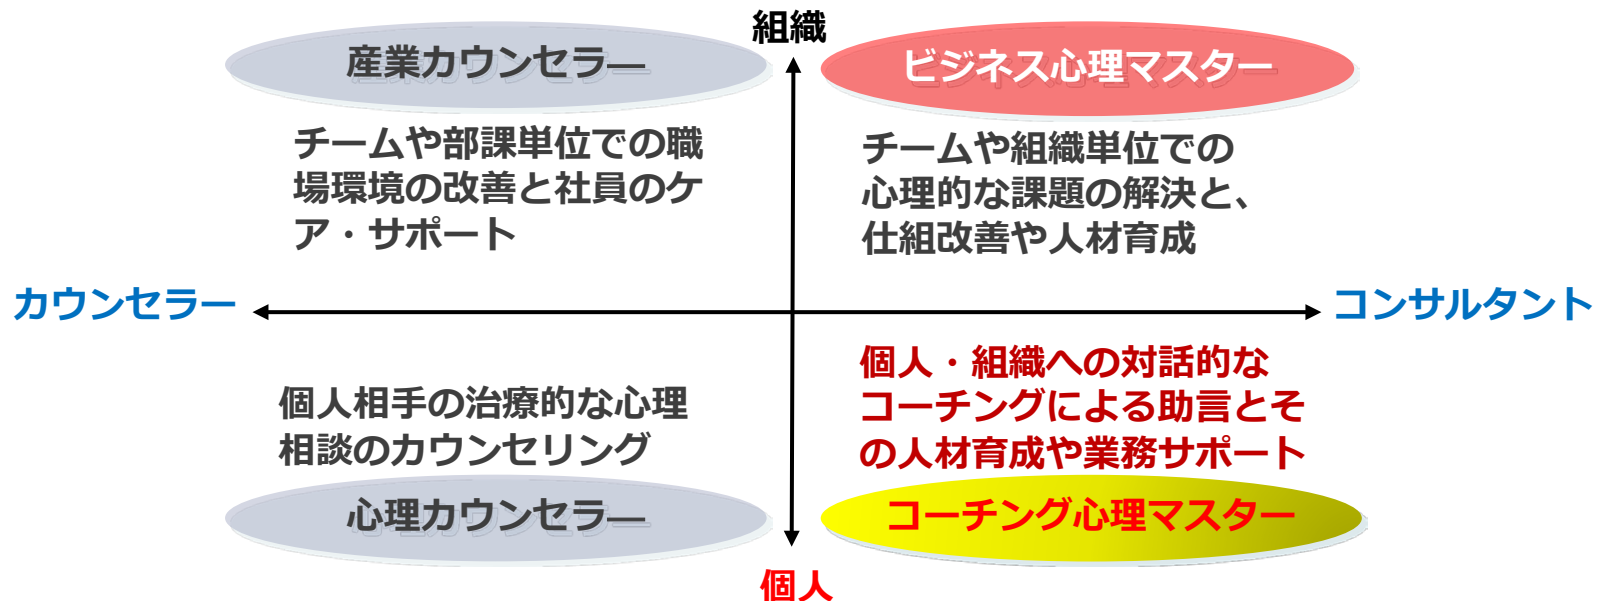 組織
産業カウンセラー
ビジネス心理マスター
チームや部課単位での職
場環境の改善と社員のケ
ア・サポート
チームや組織単位での
心理的な課題の解決と、
仕組改善や人材育成
カウンセラー
コンサルタント
個人相手の治療的な心理
相談のカウンセリング
個人・組織への対話的な
コーチングによる助言とそ
の人材育成や業務サポート
心理カウンセラー
コーチング心理マスター
個人